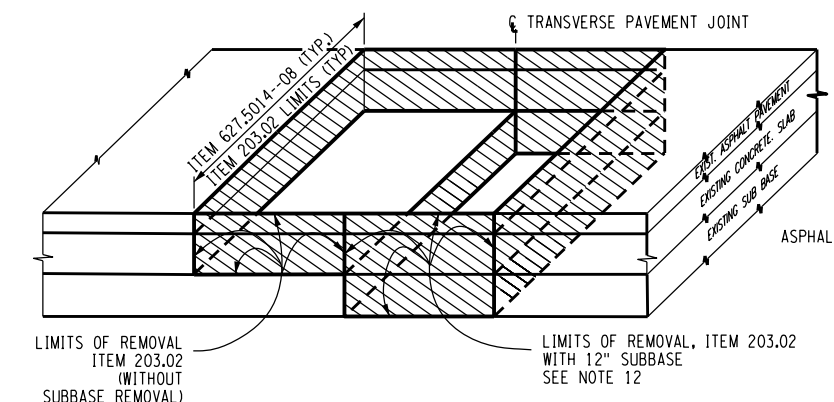 ℄ TRANSVERSE PAVEMENT JOINT
ITEM 627.5014--08 (TYP.)
ITEM 203.02 LIMITS (TYP)
EXIST. ASPHALT PAVEMENT
EXISTING CONCRETE. SLAB
EXISTING SUB BASE
ASPHAL
LIMITS OF REMOVAL
ITEM 203.02
(WITHOUT
SUBBASE REMOVAL)
LIMITS OF REMOVAL, ITEM 203.02
WITH 12" SUBBASE
SEE NOTE 12